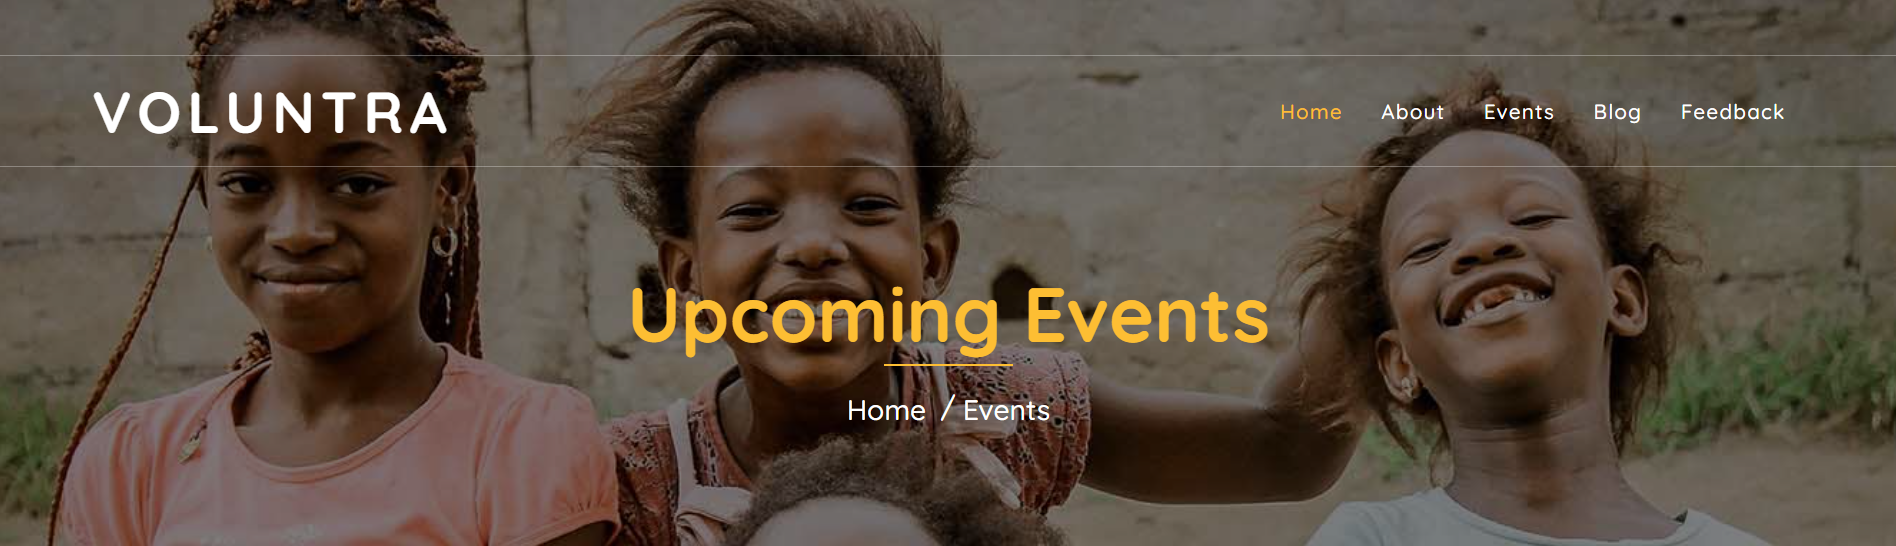 VOLUNTRA
Home About Events Blog Feedback
Upcoming Events
Home / Events